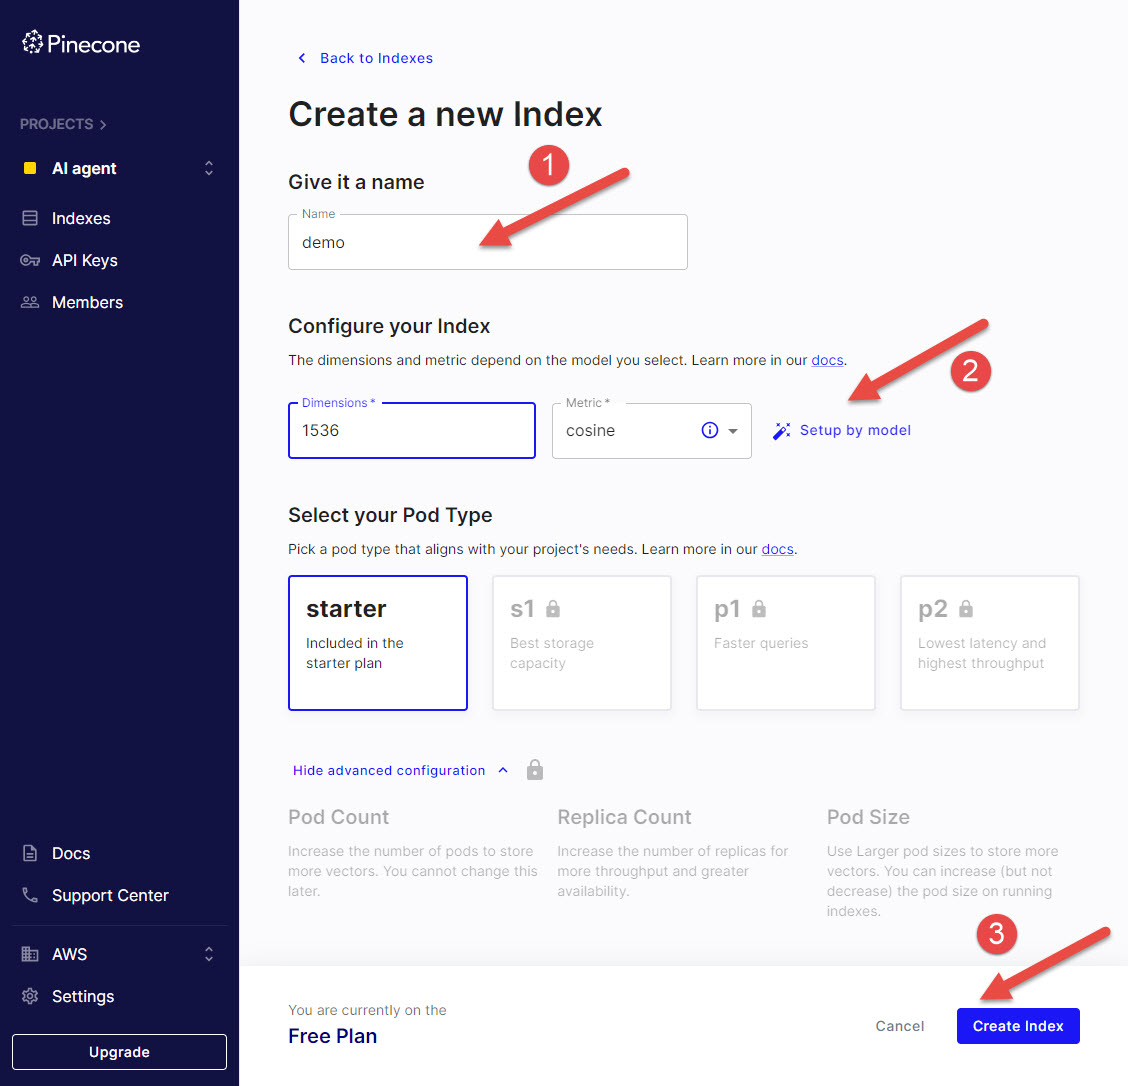 Pinecone
PROJECTS >
AI agent
Indexes
API Keys
Members
Docs
Support Center
AWS
Settings
Upgrade
Back to Indexes
Create a new Index
1
Give it a name
Name
demo
Configure your Index
The dimensions and metric depend on the model you select. Learn more in our docs.
2
Dimensions *
1536
Metric *
cosine
Setup by model
Select your Pod Type
Pick a pod type that aligns with your project's needs. Learn more in our docs.
starter
Included in the
starter plan
s1
Best storage
capacity
p1
Faster queries
p2
Lowest latency and
highest throughput
Hide advanced configuration
Pod Count
Increase the number of pods to store
more vectors. You cannot change this
later.
Replica Count
Increase the number of replicas for
more throughput and greater
availability.
Pod Size
Use Larger pod sizes to store more
vectors. You can increase (but not
decrease) the pod size on running
indexes.
3
You are currently on the
Free Plan
Cancel
Create Index